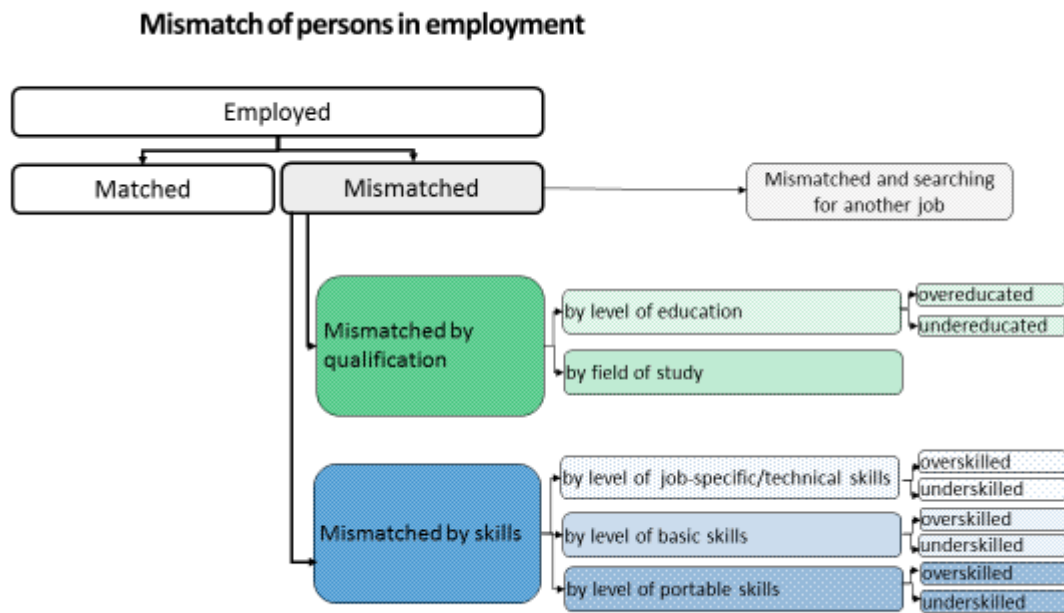 Mismatch of persons in employment
Employed
Matched
Mismatched
Mismatched and searching
for another job
Mismatched by
qualification
by level of education
overeducated
undereducated
by field of study
Mismatched by skills
by level of job-specific/technical skills
overskilled
underskilled
by level of basic skills
overskilled
underskilled
by level of portable skills
overskilled
underskilled